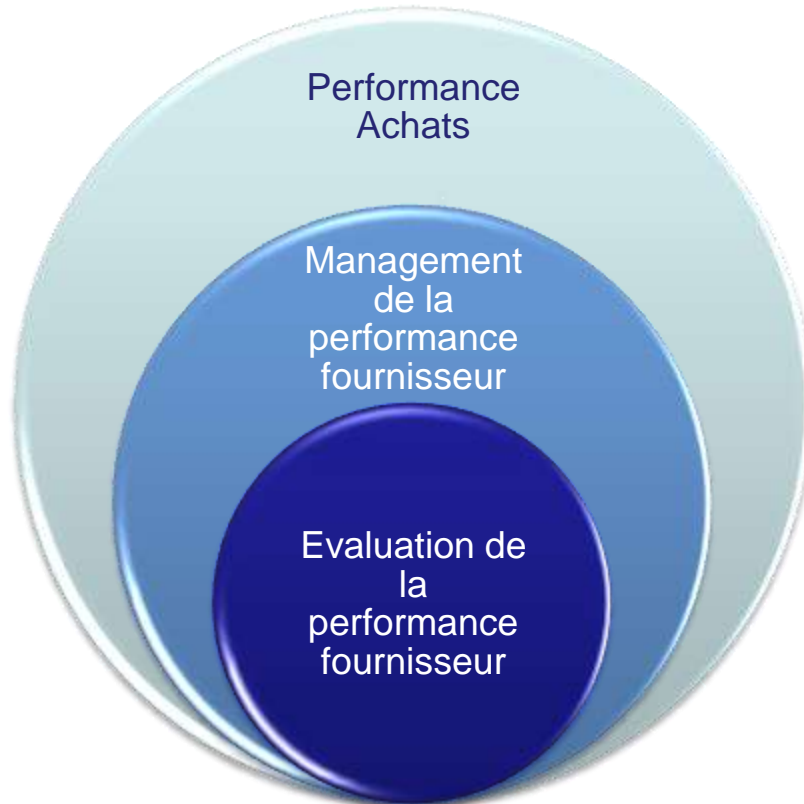 Performance
Achats
Management
de la
performance
fournisseur
Evaluation de
la
performance
fournisseur